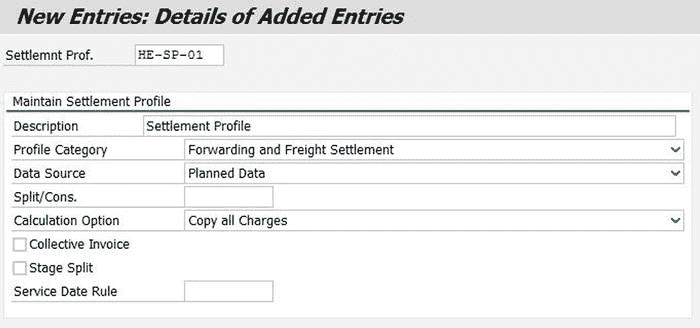 New Entries: Details of Added Entries
Settlemnt Prof. HE-SP-01
Maintain Settlement Profile
Description Settlement Profile
Profile Category Forwarding and Freight Settlement
Data Source Planned Data
Split/Cons.
Calculation Option Copy all Charges
Collective Invoice
Stage Split
Service Date Rule